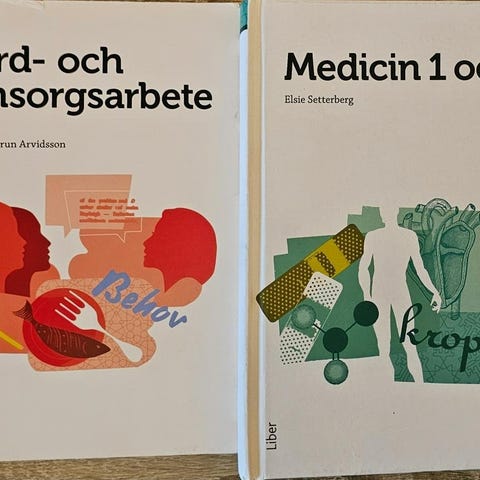 rd- och
nsorgsarbete
run Arvidsson
Behov
Medicin 1 oc
Elsie Setterberg
krop
Liber